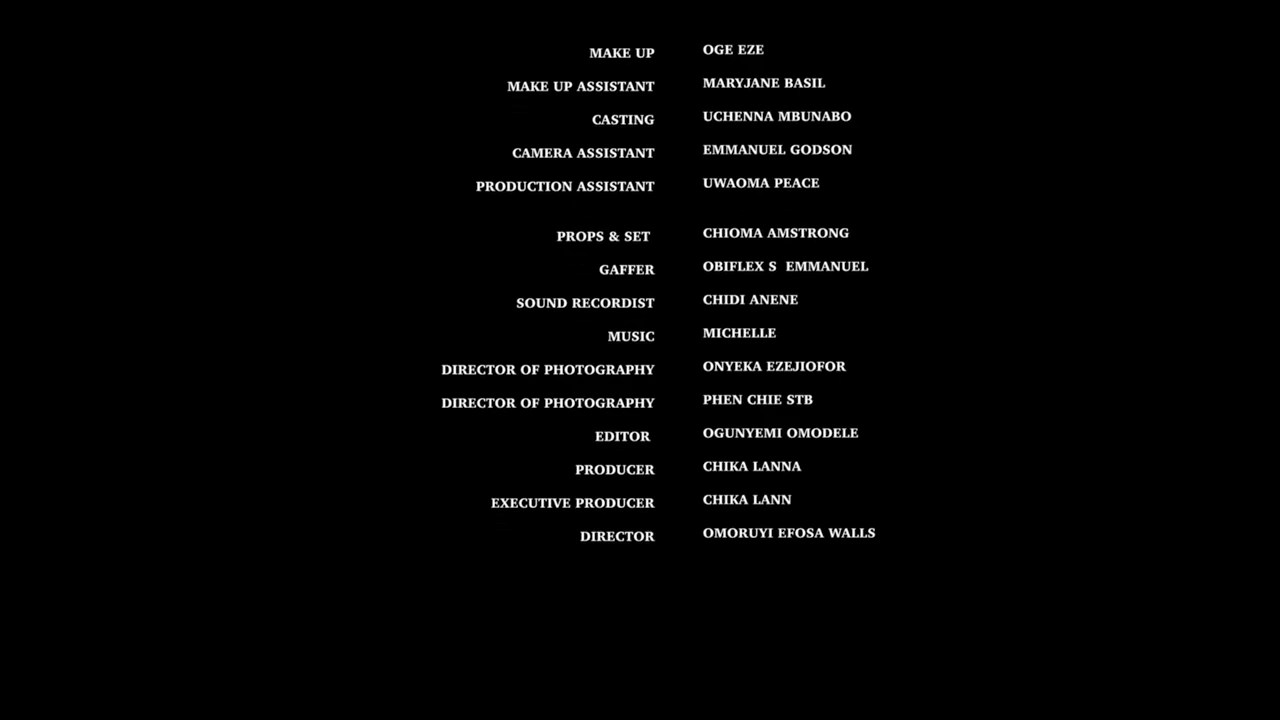 MAKE UP OGE EZE
MAKE UP ASSISTANT MARYJANE BASIL
CASTING UCHENNA MBUNABO
CAMERA ASSISTANT EMMANUEL GODSON
PRODUCTION ASSISTANT UWAOMA PEACE
PROPS & SET CHIOMA AMSTRONG
GAFFER OBIFLEX S EMMANUEL
SOUND RECORDIST CHIDI ANENE
MUSIC MICHELLE
DIRECTOR OF PHOTOGRAPHY ONYEKA EZEJIOFOR
DIRECTOR OF PHOTOGRAPHY PHEN CHIE STB
EDITOR OGUNYEMI OMODELE
PRODUCER CHIKA LANNA
EXECUTIVE PRODUCER CHIKA LANN
DIRECTOR OMORUYI EFOSA WALLS